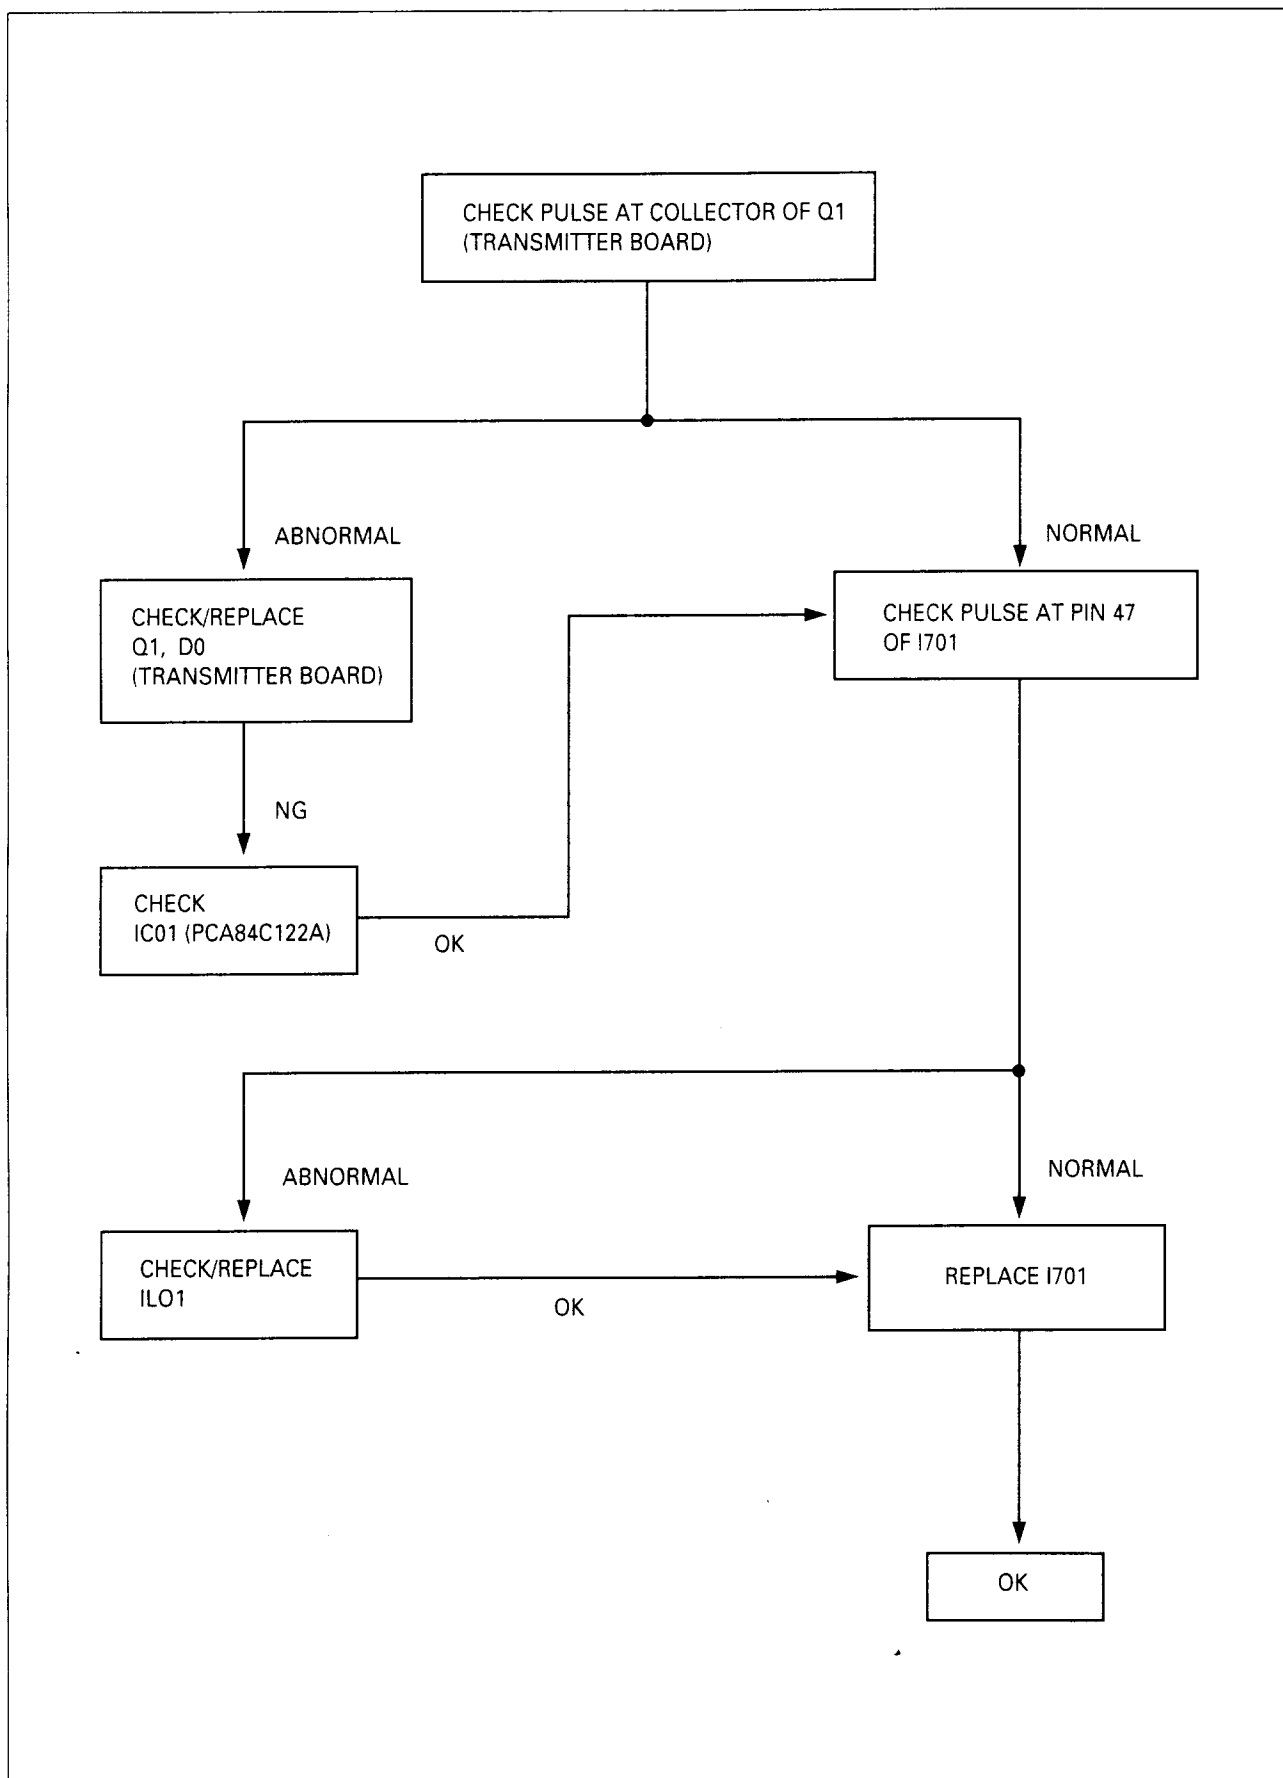 CHECK PULSE AT COLLECTOR OF Q1
(TRANSMITTER BOARD)
ABNORMAL
NORMAL
CHECK/REPLACE
Q1, D0
(TRANSMITTER BOARD)
CHECK PULSE AT PIN 47
OF I701
NG
CHECK
IC01 (PCA84C122A)
OK
ABNORMAL
NORMAL
CHECK/REPLACE
ILO1
OK
REPLACE I701
OK